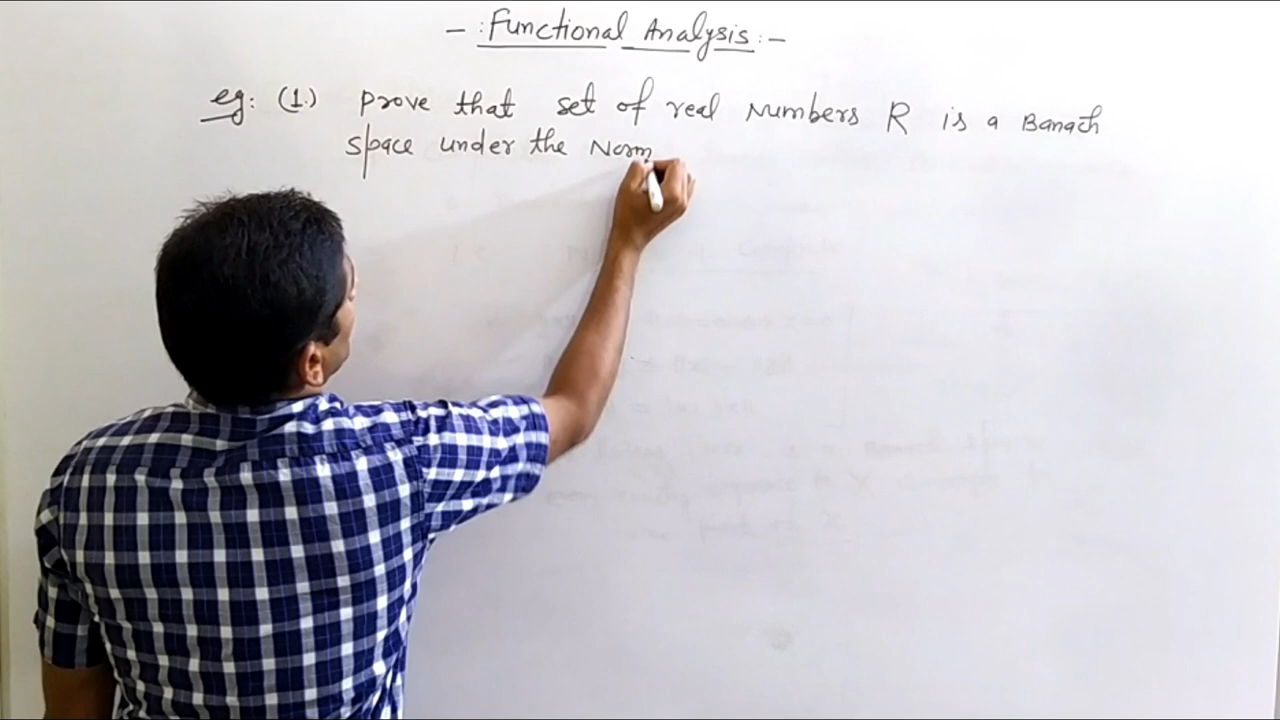 - :Functional Analysis:-
eg: (1.) prove that set of real Numbers R is a Banach
space under the Norm